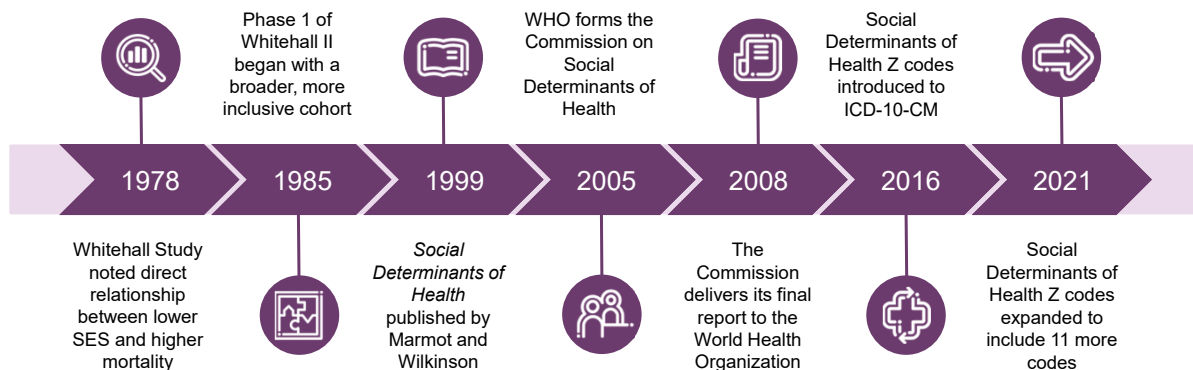 Phase 1 of
Whitehall II
began with a
broader, more
inclusive cohort
WHO forms the
Commission on
Social
Determinants of
Health
Social
Determinants of
Health Z codes
introduced to
ICD-10-CM
1978
1985
1999
2005
2008
2016
2021
Whitehall Study
noted direct
relationship
between lower
SES and higher
mortality
Social
Determinants of
Health
published by
Marmot and
Wilkinson
The
Commission
delivers its final
report to the
World Health
Organization
Social
Determinants of
Health Z codes
expanded to
include 11 more
codes